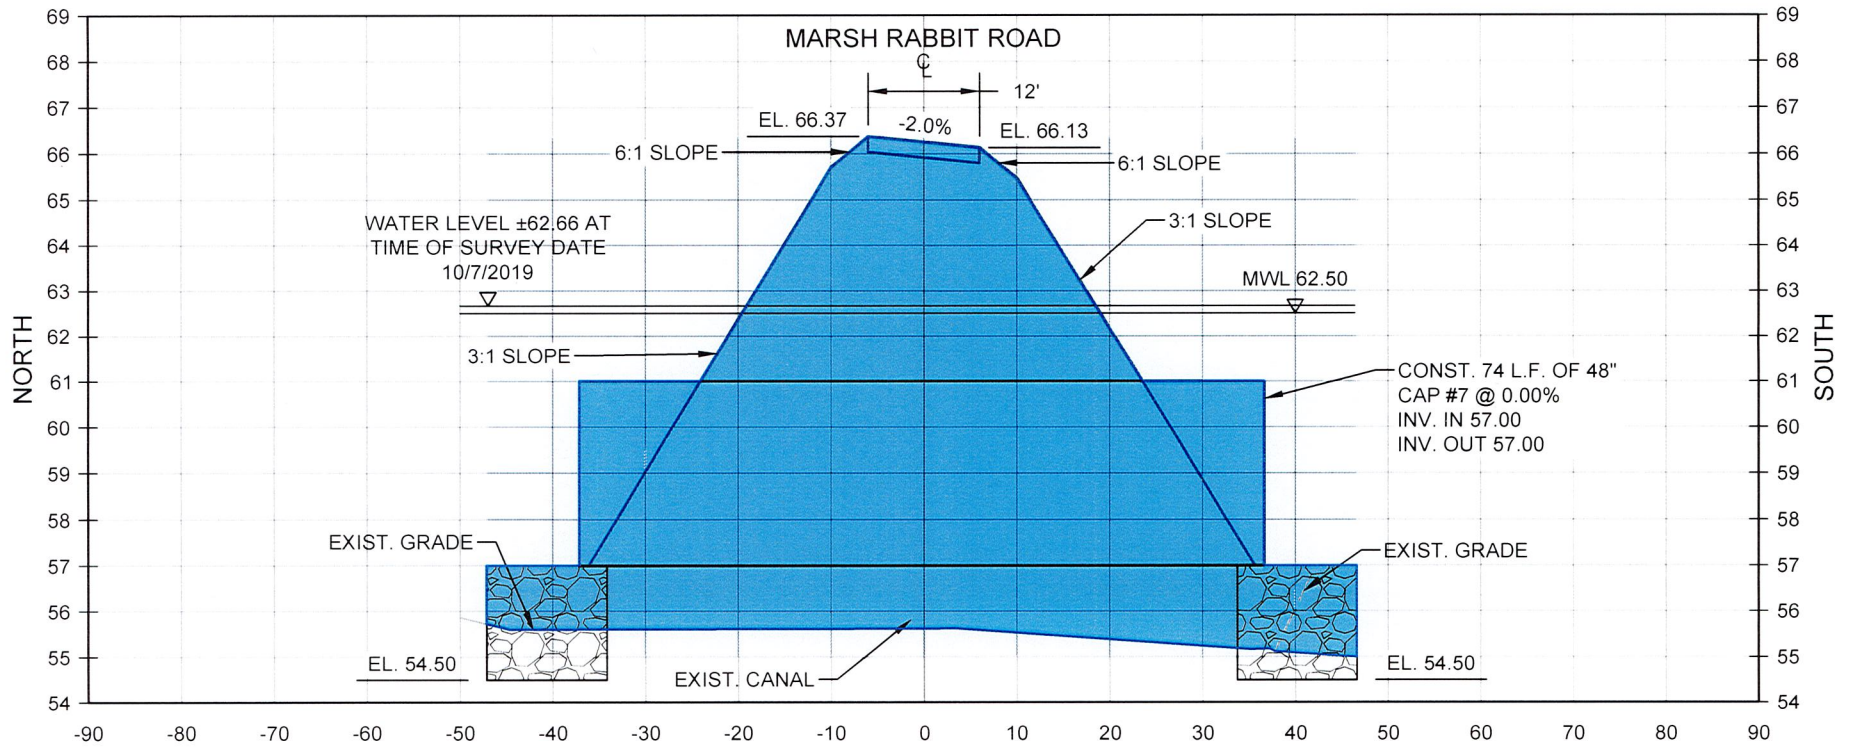 MARSH RABBIT ROAD
℄
12'
EL. 66.37
-2.0%
EL. 66.13
6:1 SLOPE
6:1 SLOPE
WATER LEVEL ±62.66 AT
TIME OF SURVEY DATE
10/7/2019
3:1 SLOPE
MWL 62.50
3:1 SLOPE
CONST. 74 L.F. OF 48"
CAP #7 @ 0.00%
INV. IN 57.00
INV. OUT 57.00
EXIST. GRADE
EXIST. GRADE
EL. 54.50
EXIST. CANAL
EL. 54.50
NORTH
SOUTH
69 69
68 68
67 67
66 66
65 65
64 64
63 63
62 62
61 61
60 60
59 59
58 58
57 57
56 56
55 55
54 54
-90 -80 -70 -60 -50 -40 -30 -20 -10 0 10 20 30 40 50 60 70 80 90